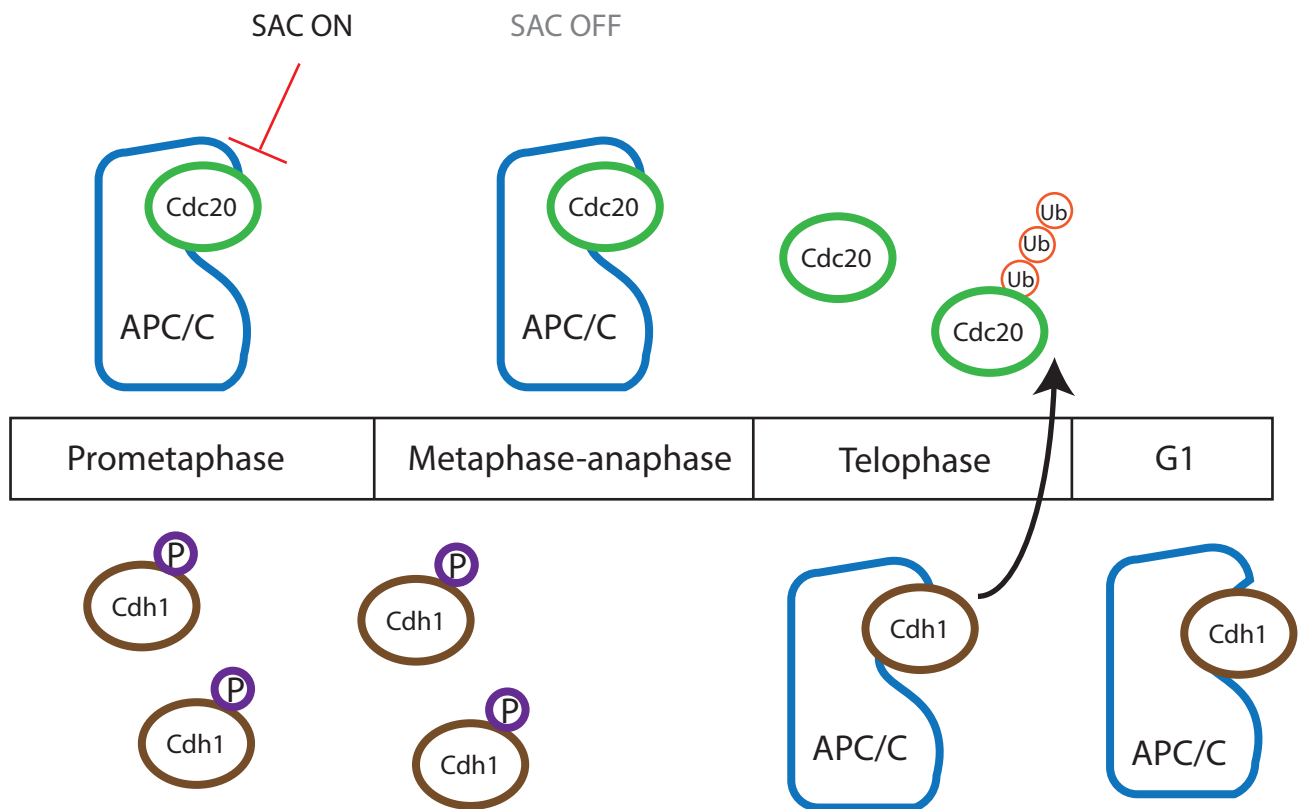 SAC ON
SAC OFF
Cdc20
APC/C
Cdc20
APC/C
Cdc20
Ub
Ub
Ub
Cdc20
Prometaphase
Metaphase-anaphase
Telophase
G1
P
Cdh1
P
Cdh1
P
Cdh1
P
Cdh1
Cdh1
APC/C
Cdh1
APC/C